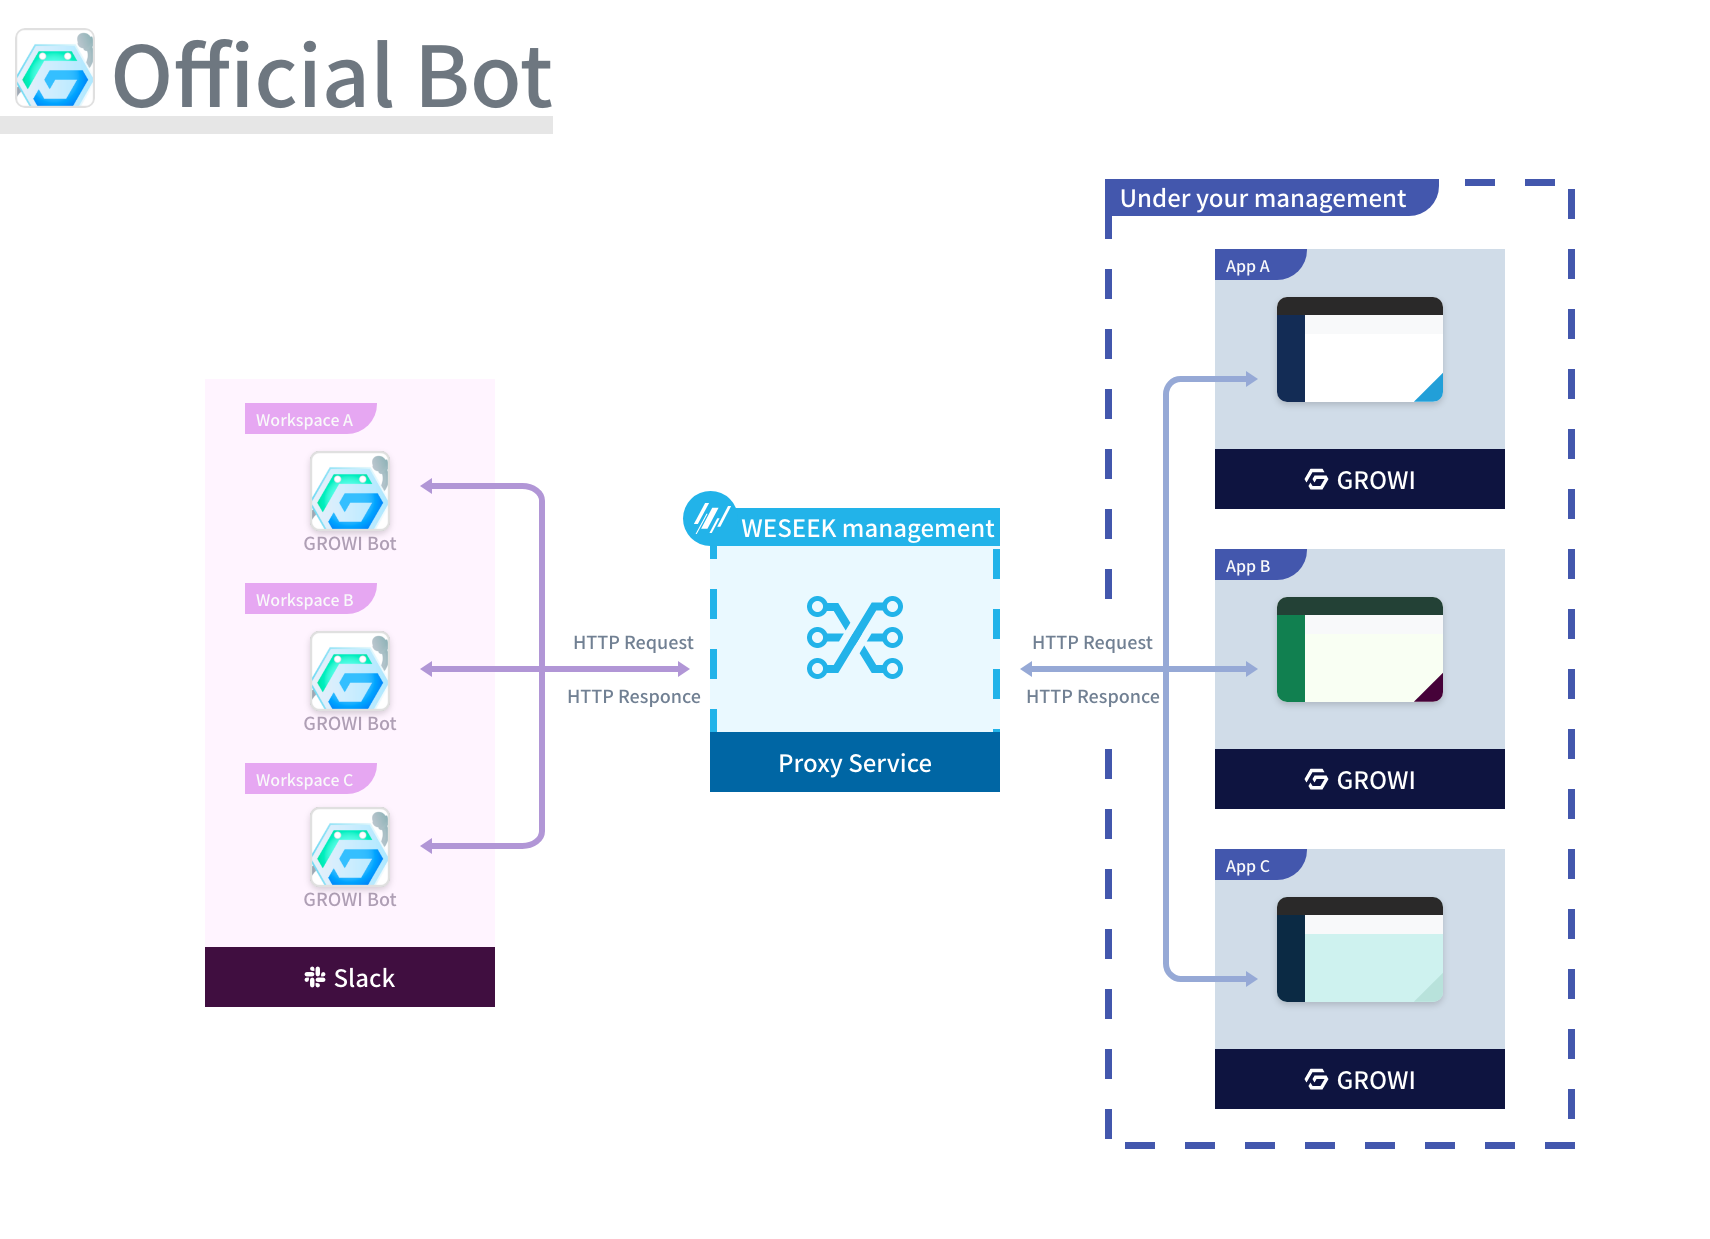 Official Bot
Workspace A
GROWI Bot
Workspace B
GROWI Bot
Workspace C
GROWI Bot
Slack
HTTP Request
HTTP Responce
WESEEK management
Proxy Service
HTTP Request
HTTP Responce
Under your management
App A
GROWI
App B
GROWI
App C
GROWI